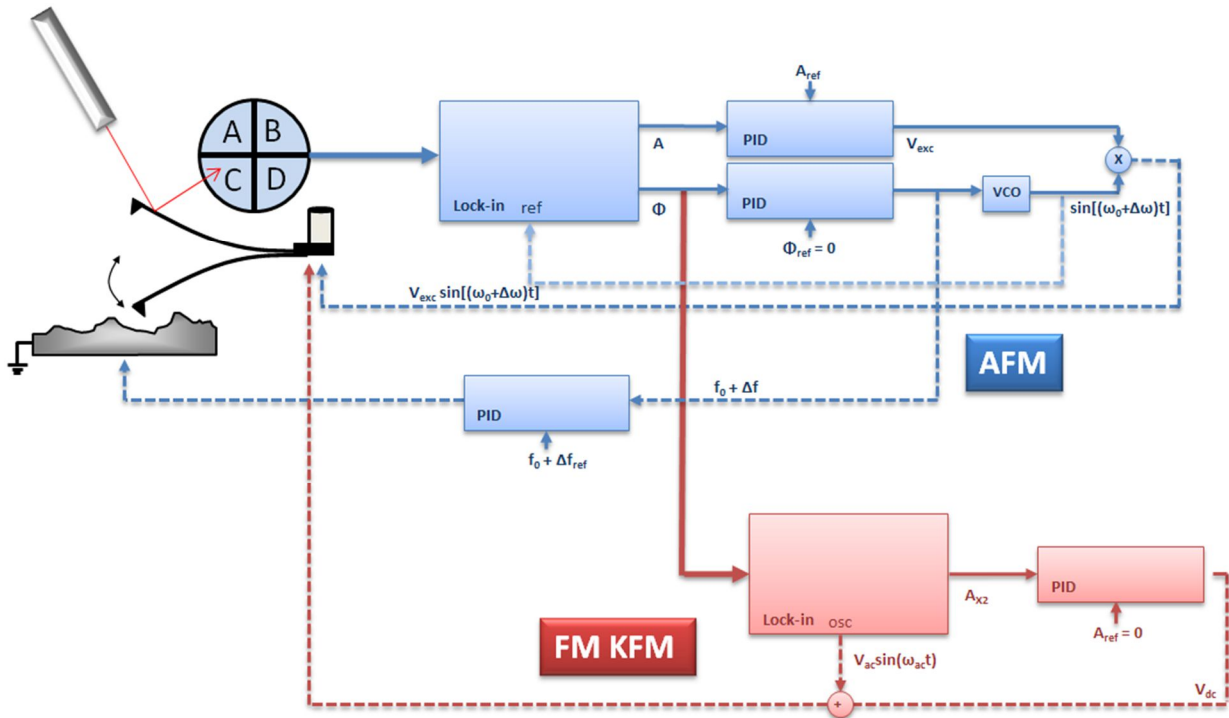 A B
C D
A_ref
PID
V_exc
A
Φ
Lock-in ref
PID
Φ_ref = 0
VCO
X
sin[(ω₀+Δω)t]
V_exc sin[(ω₀+Δω)t]
AFM
f₀ + Δf
PID
f₀ + Δf_ref
Lock-in osc
A_X2
PID
A_ref = 0
FM KFM
V_ac sin(ω_ac t)
V_dc
+